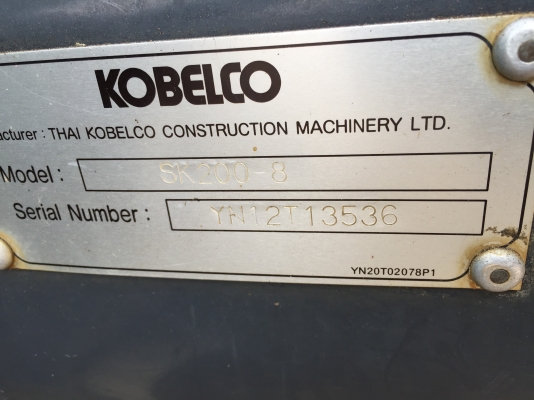 KOBELCO
acturer : THAI KOBELCO CONSTRUCTION MACHINERY LTD.
Model : SK200-8
Serial Number : YN12T13536
YN20T02078P1